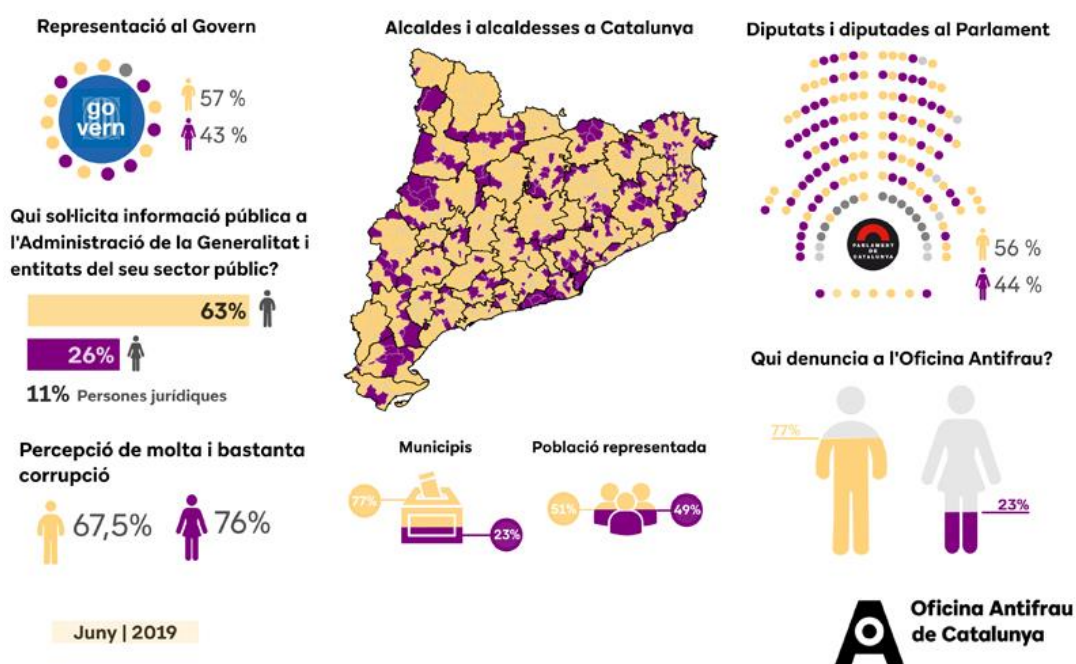 Representació al Govern
go
vern
57 %
43 %
Qui sol·licita informació pública a
l'Administració de la Generalitat i
entitats del seu sector públic?
63%
26%
11% Persones jurídiques
Percepció de molta i bastanta
corrupció
67,5%
76%
Juny | 2019
Alcaldes i alcaldesses a Catalunya
Municipis
77%
23%
Població representada
51%
49%
Diputats i diputades al Parlament
PARLAMENT
DE
CATALUNYA
56 %
44 %
Qui denuncia a l'Oficina Antifrau?
77%
23%
Oficina Antifrau
de Catalunya